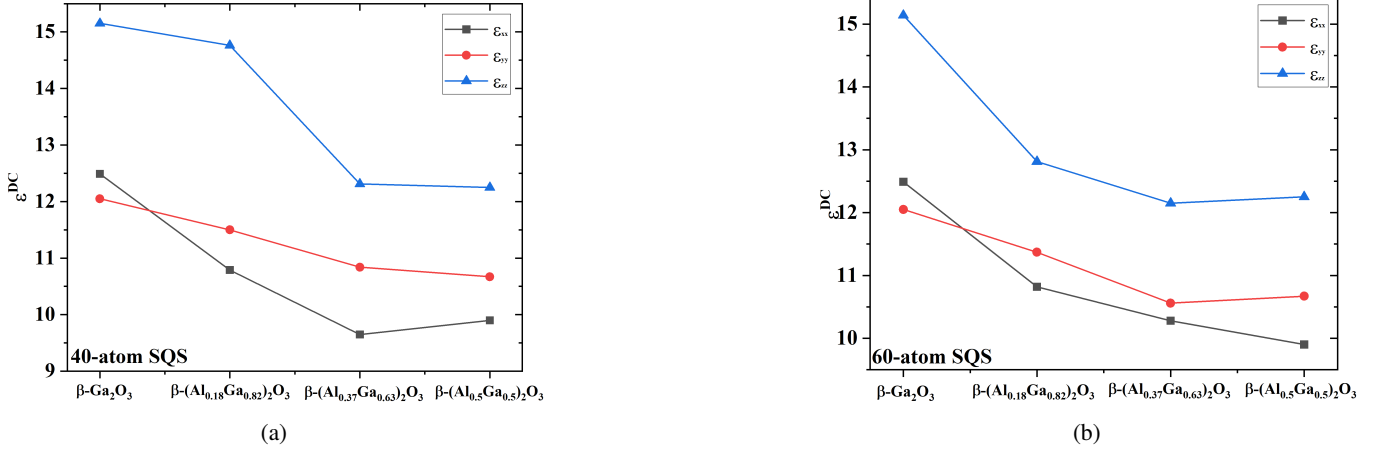 15
14
13
12
11
10
9
ε^DC
ε_xx
ε_yy
ε_zz
40-atom SQS
β-Ga₂O₃ β-(Al₀.₁₈Ga₀.₈₂)₂O₃ β-(Al₀.₃₇Ga₀.₆₃)₂O₃ β-(Al₀.₅Ga₀.₅)₂O₃
(a)
15
14
13
12
11
10
ε^DC
ε_xx
ε_yy
ε_zz
60-atom SQS
β-Ga₂O₃ β-(Al₀.₁₈Ga₀.₈₂)₂O₃ β-(Al₀.₃₇Ga₀.₆₃)₂O₃ β-(Al₀.₅Ga₀.₅)₂O₃
(b)